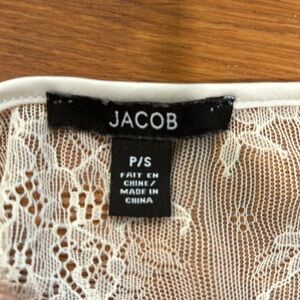 JACOB
P/S
FAIT EN
CHINE/
MADE IN
CHINA